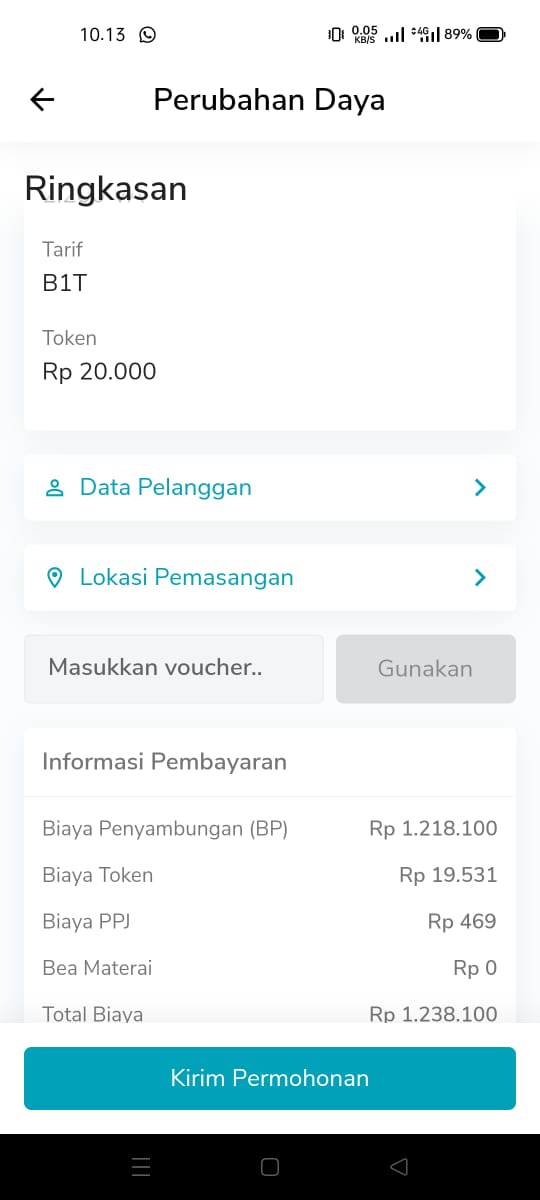 10.13
0.05
KB/S
4G
89%
Perubahan Daya
Ringkasan
Tarif
B1T
Token
Rp 20.000
Data Pelanggan
Lokasi Pemasangan
Masukkan voucher..
Gunakan
Informasi Pembayaran
Biaya Penyambungan (BP) Rp 1.218.100
Biaya Token Rp 19.531
Biaya PPJ Rp 469
Bea Materai Rp 0
Total Biaya Rp 1.238.100
Kirim Permohonan